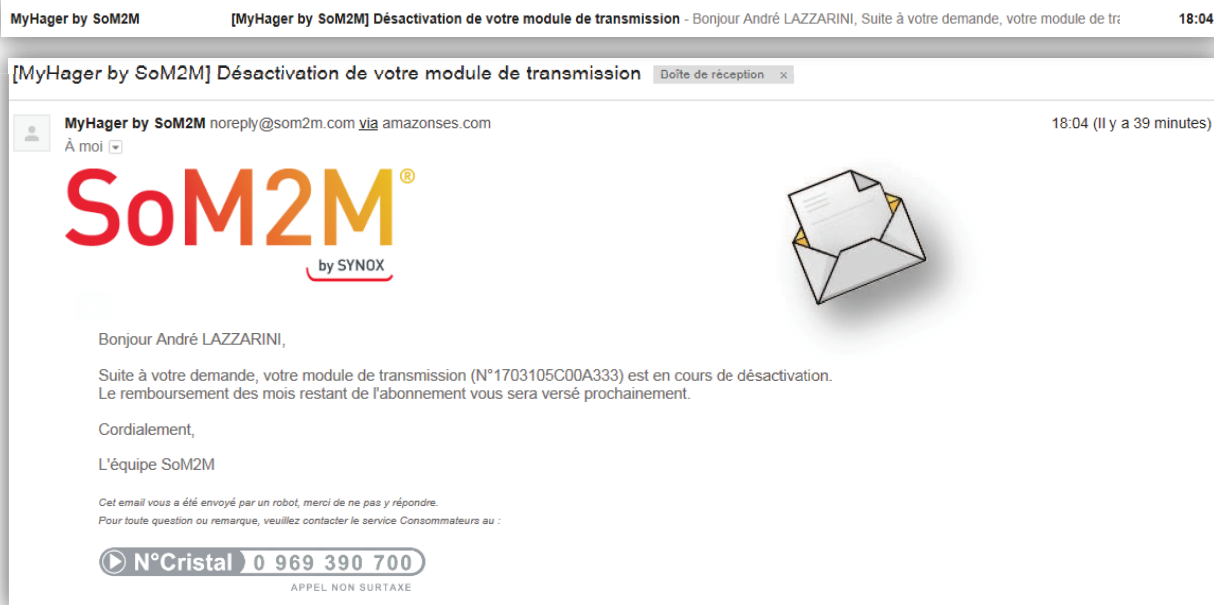 MyHager by SoM2M [MyHager by SoM2M] Désactivation de votre module de transmission - Bonjour André LAZZARINI, Suite à votre demande, votre module de tra 18:04
[MyHager by SoM2M] Désactivation de votre module de transmission Boîte de réception x
MyHager by SoM2M noreply@som2m.com via amazonses.com 18:04 (Il y a 39 minutes)
À moi
SoM2M®
by SYNOX
Bonjour André LAZZARINI,
Suite à votre demande, votre module de transmission (N°1703105C00A333) est en cours de désactivation.
Le remboursement des mois restant de l'abonnement vous sera versé prochainement.
Cordialement,
L'équipe SoM2M
Cet email vous a été envoyé par un robot, merci de ne pas y répondre.
Pour toute question ou remarque, veuillez contacter le service Consommateurs au :
N°Cristal 0 969 390 700
APPEL NON SURTAXE